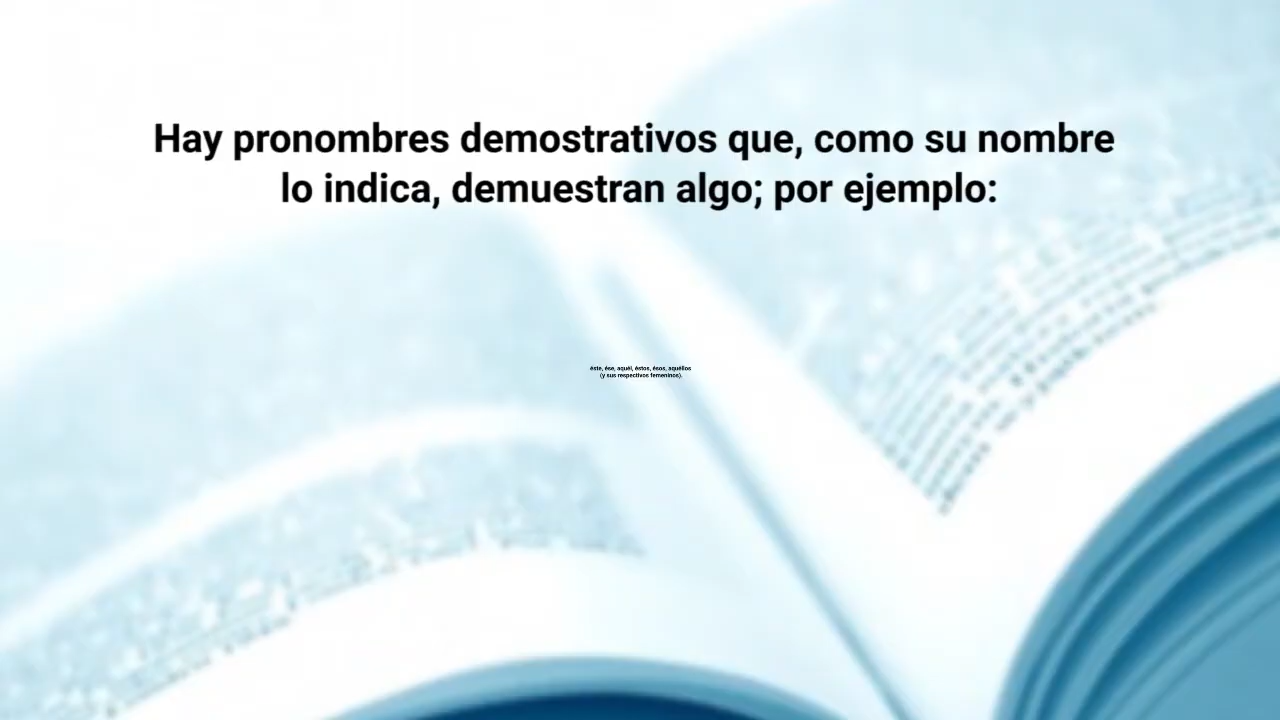 Hay pronombres demostrativos que, como su nombre
lo indica, demuestran algo; por ejemplo:
éste, ése, aquél, éstos, ésos, aquéllos
(y sus respectivos femeninos).